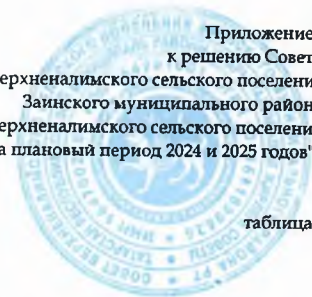 Приложение
к решению Совет
ерхненалимского сельского поселени
Заинского муниципального район
ерхненалимского сельского поселени
а плановый период 2024 и 2025 годов"
таблица